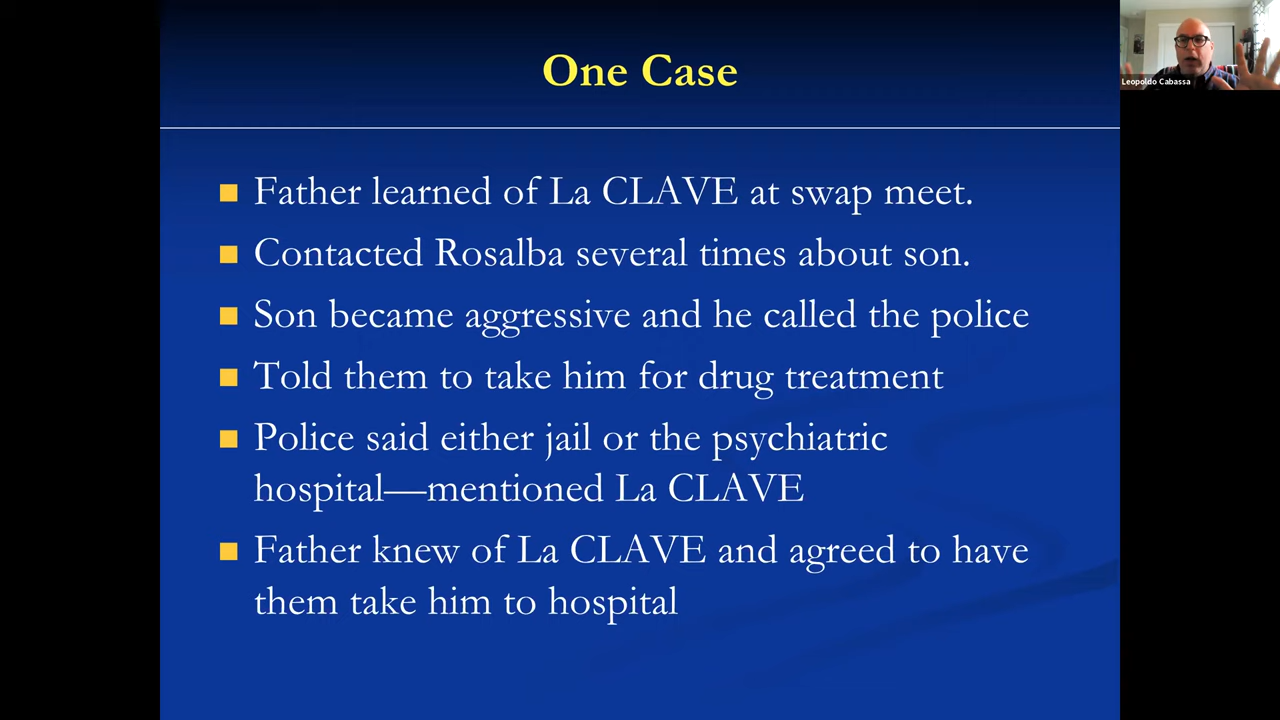 One Case
Leopoldo Cabassa
Father learned of La CLAVE at swap meet.
Contacted Rosalba several times about son.
Son became aggressive and he called the police
Told them to take him for drug treatment
Police said either jail or the psychiatric
hospital—mentioned La CLAVE
Father knew of La CLAVE and agreed to have
them take him to hospital